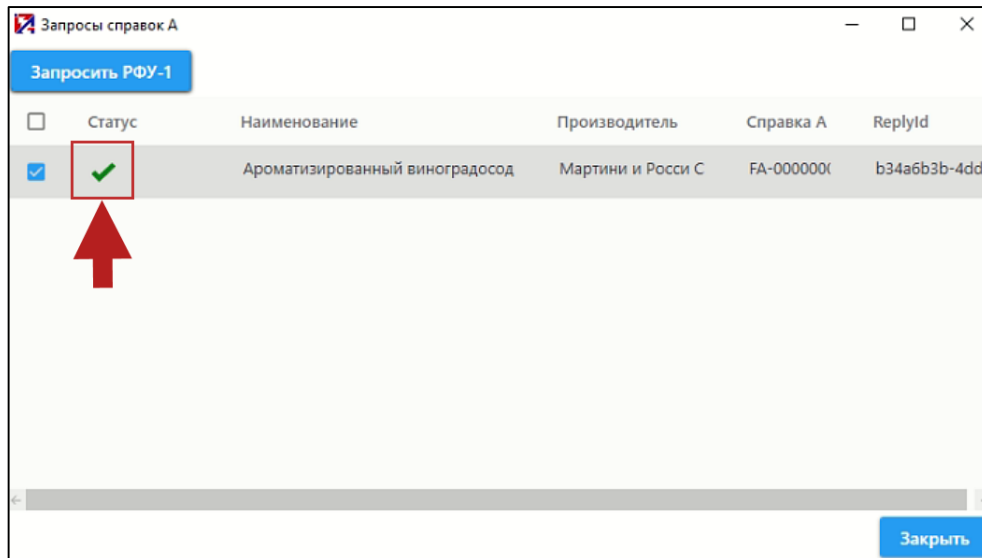 Запросы справок А
Запросить РФУ-1
Статус Наименование Производитель Справка А ReplyId
Ароматизированный виноградосод Мартини и Росси С FA-000000( b34a6b3b-4dd
Закрыть